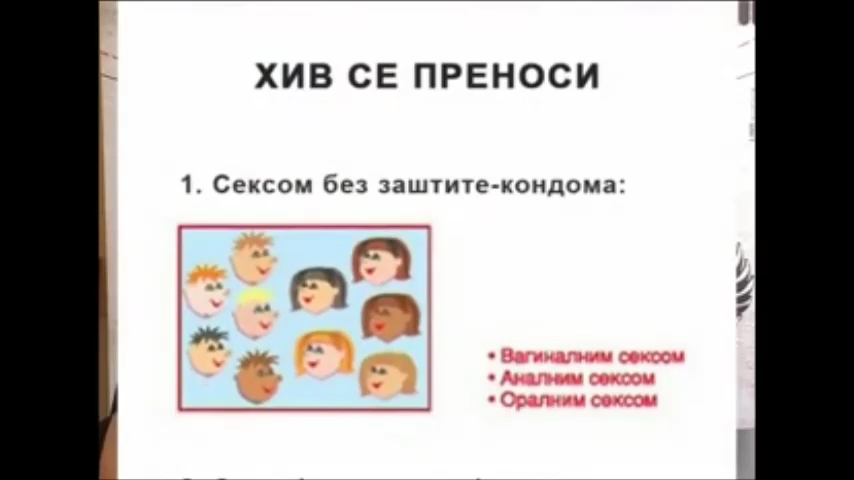 ХИВ СЕ ПРЕНОСИ
1. Сексом без заштите-кондома:
• Вагиналним сексом
• Аналним сексом
• Оралним сексом